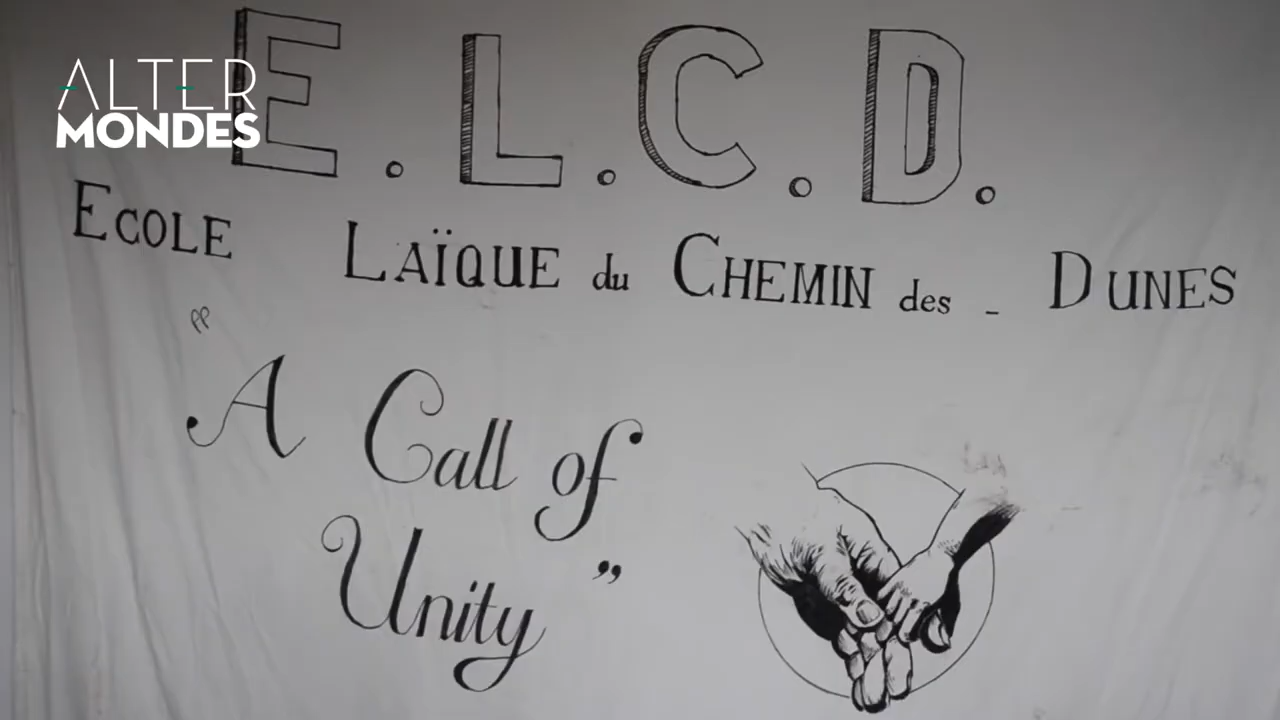 ALTER
MONDES
E.L.C.D.
ECOLE LAÏQUE du CHEMIN des - DUNES
"A Call of
Unity"